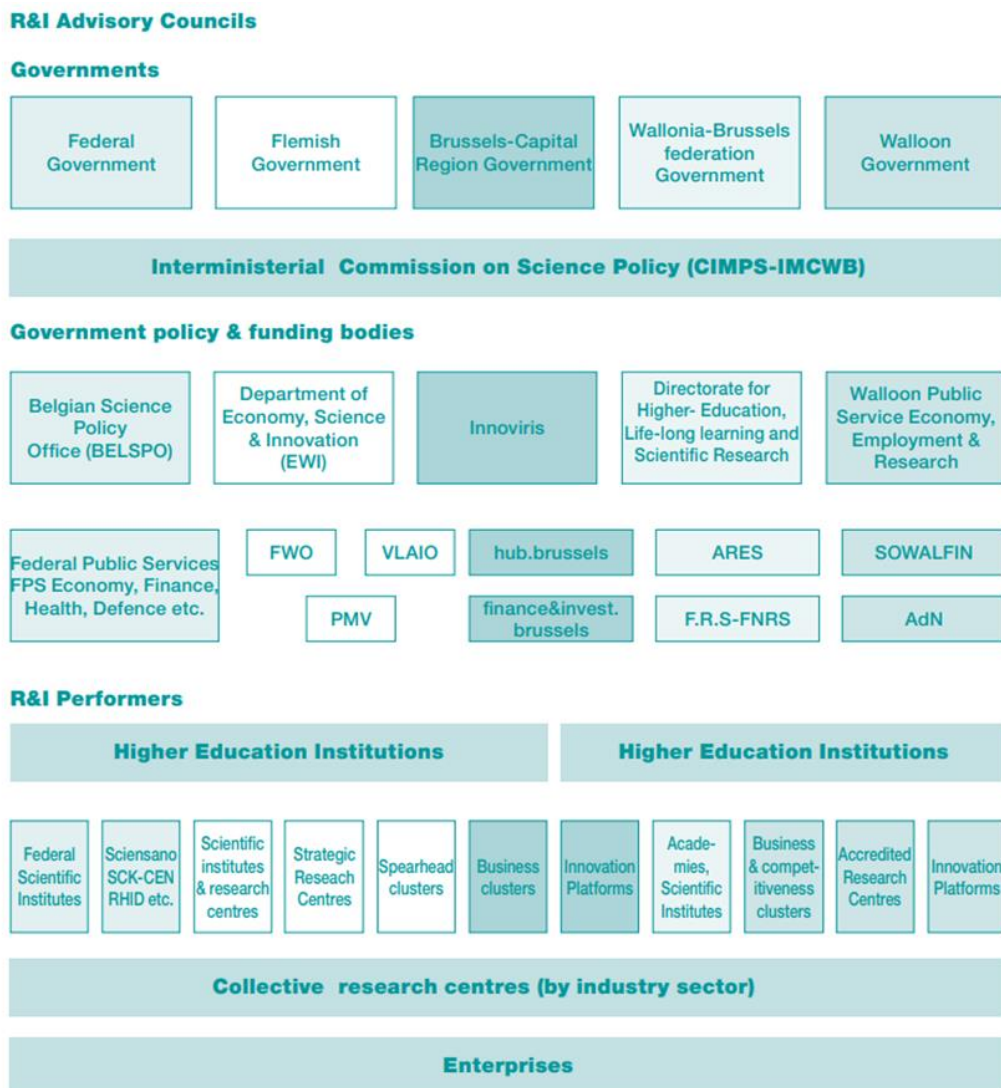 R&I Advisory Councils
Governments
Federal
Government
Flemish
Government
Brussels-Capital
Region Government
Wallonia-Brussels
federation
Government
Walloon
Government
Interministerial Commission on Science Policy (CIMPS-IMCWB)
Government policy & funding bodies
Belgian Science
Policy
Office (BELSPO)
Department of
Economy, Science
& Innovation
(EWI)
Innoviris
Directorate for
Higher- Education,
Life-long learning and
Scientific Research
Walloon Public
Service Economy,
Employment &
Research
Federal Public Services
FPS Economy, Finance,
Health, Defence etc.
FWO
VLAIO
PMV
hub.brussels
finance&invest.
brussels
ARES
F.R.S-FNRS
SOWALFIN
AdN
R&I Performers
Higher Education Institutions
Higher Education Institutions
Federal
Scientific
Institutes
Sciensano
SCK-CEN
RHID etc.
Scientific
institutes
& research
centres
Strategic
Reseach
Centres
Spearhead
clusters
Business
clusters
Innovation
Platforms
Acade-
mies,
Scientific
Institutes
Business
& compet-
itiveness
clusters
Accredited
Research
Centres
Innovation
Platforms
Collective research centres (by industry sector)
Enterprises